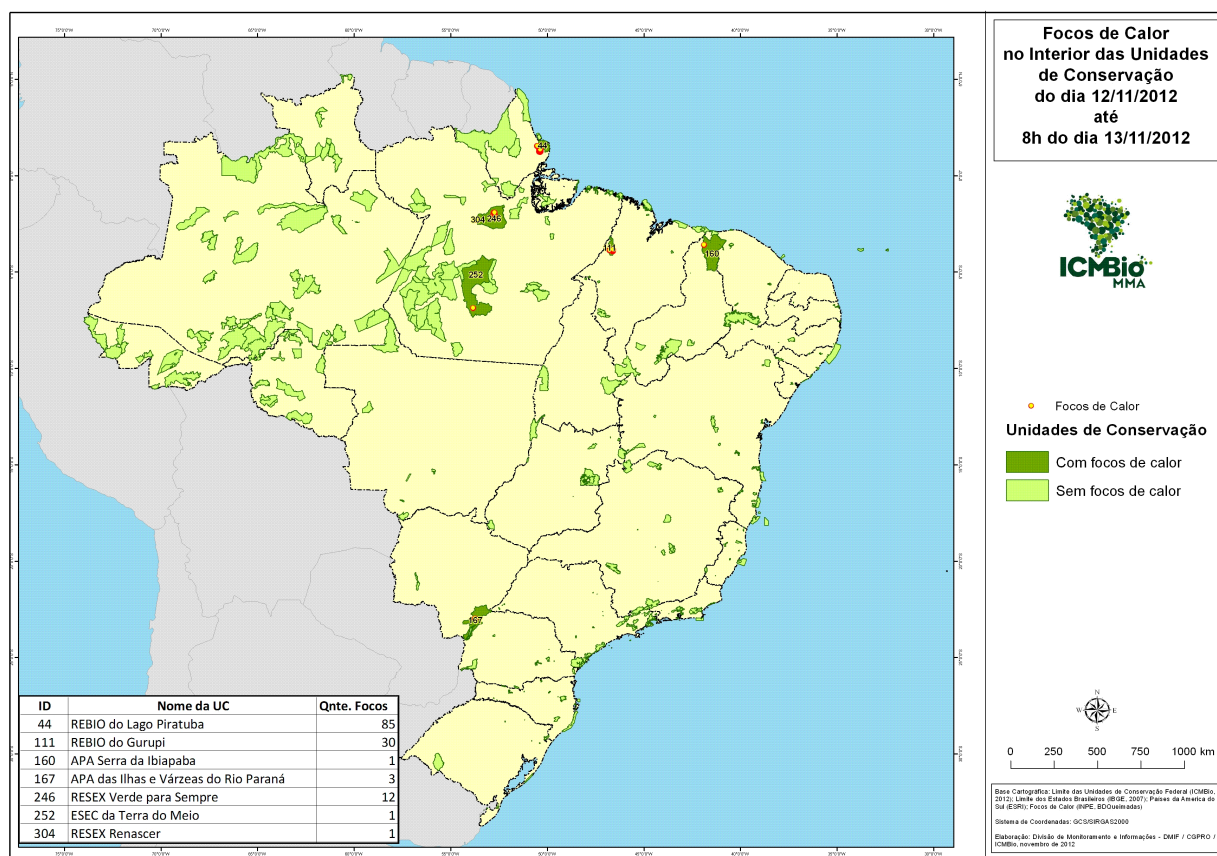 Focos de Calor
no Interior das Unidades
de Conservação
do dia 12/11/2012
até
8h do dia 13/11/2012
ICMBio
MMA
Focos de Calor
Unidades de Conservação
Com focos de calor
Sem focos de calor
44
304 246
111
160
252
167
ID Nome da UC Qnte. Focos
44 REBIO do Lago Piratuba 85
111 REBIO do Gurupi 30
160 APA Serra da Ibiapaba 1
167 APA das Ilhas e Várzeas do Rio Paraná 3
246 RESEX Verde para Sempre 12
252 ESEC da Terra do Meio 1
304 RESEX Renascer 1
N
W E
S
0 250 500 750 1000 km
Base Cartográfica: Limite das Unidades de Conservação Federal (ICMBio,
2012); Limite dos Estados Brasileiros (IBGE, 2007); Países da America do
Sul (ESRI); Focos de Calor (INPE, BDQueimadas)
Sistema de Coordenadas: GCS/SIRGAS2000
Elaboração: Divisão de Monitoramento e Informações - DMIF / CGPRO /
ICMBio, novembro de 2012